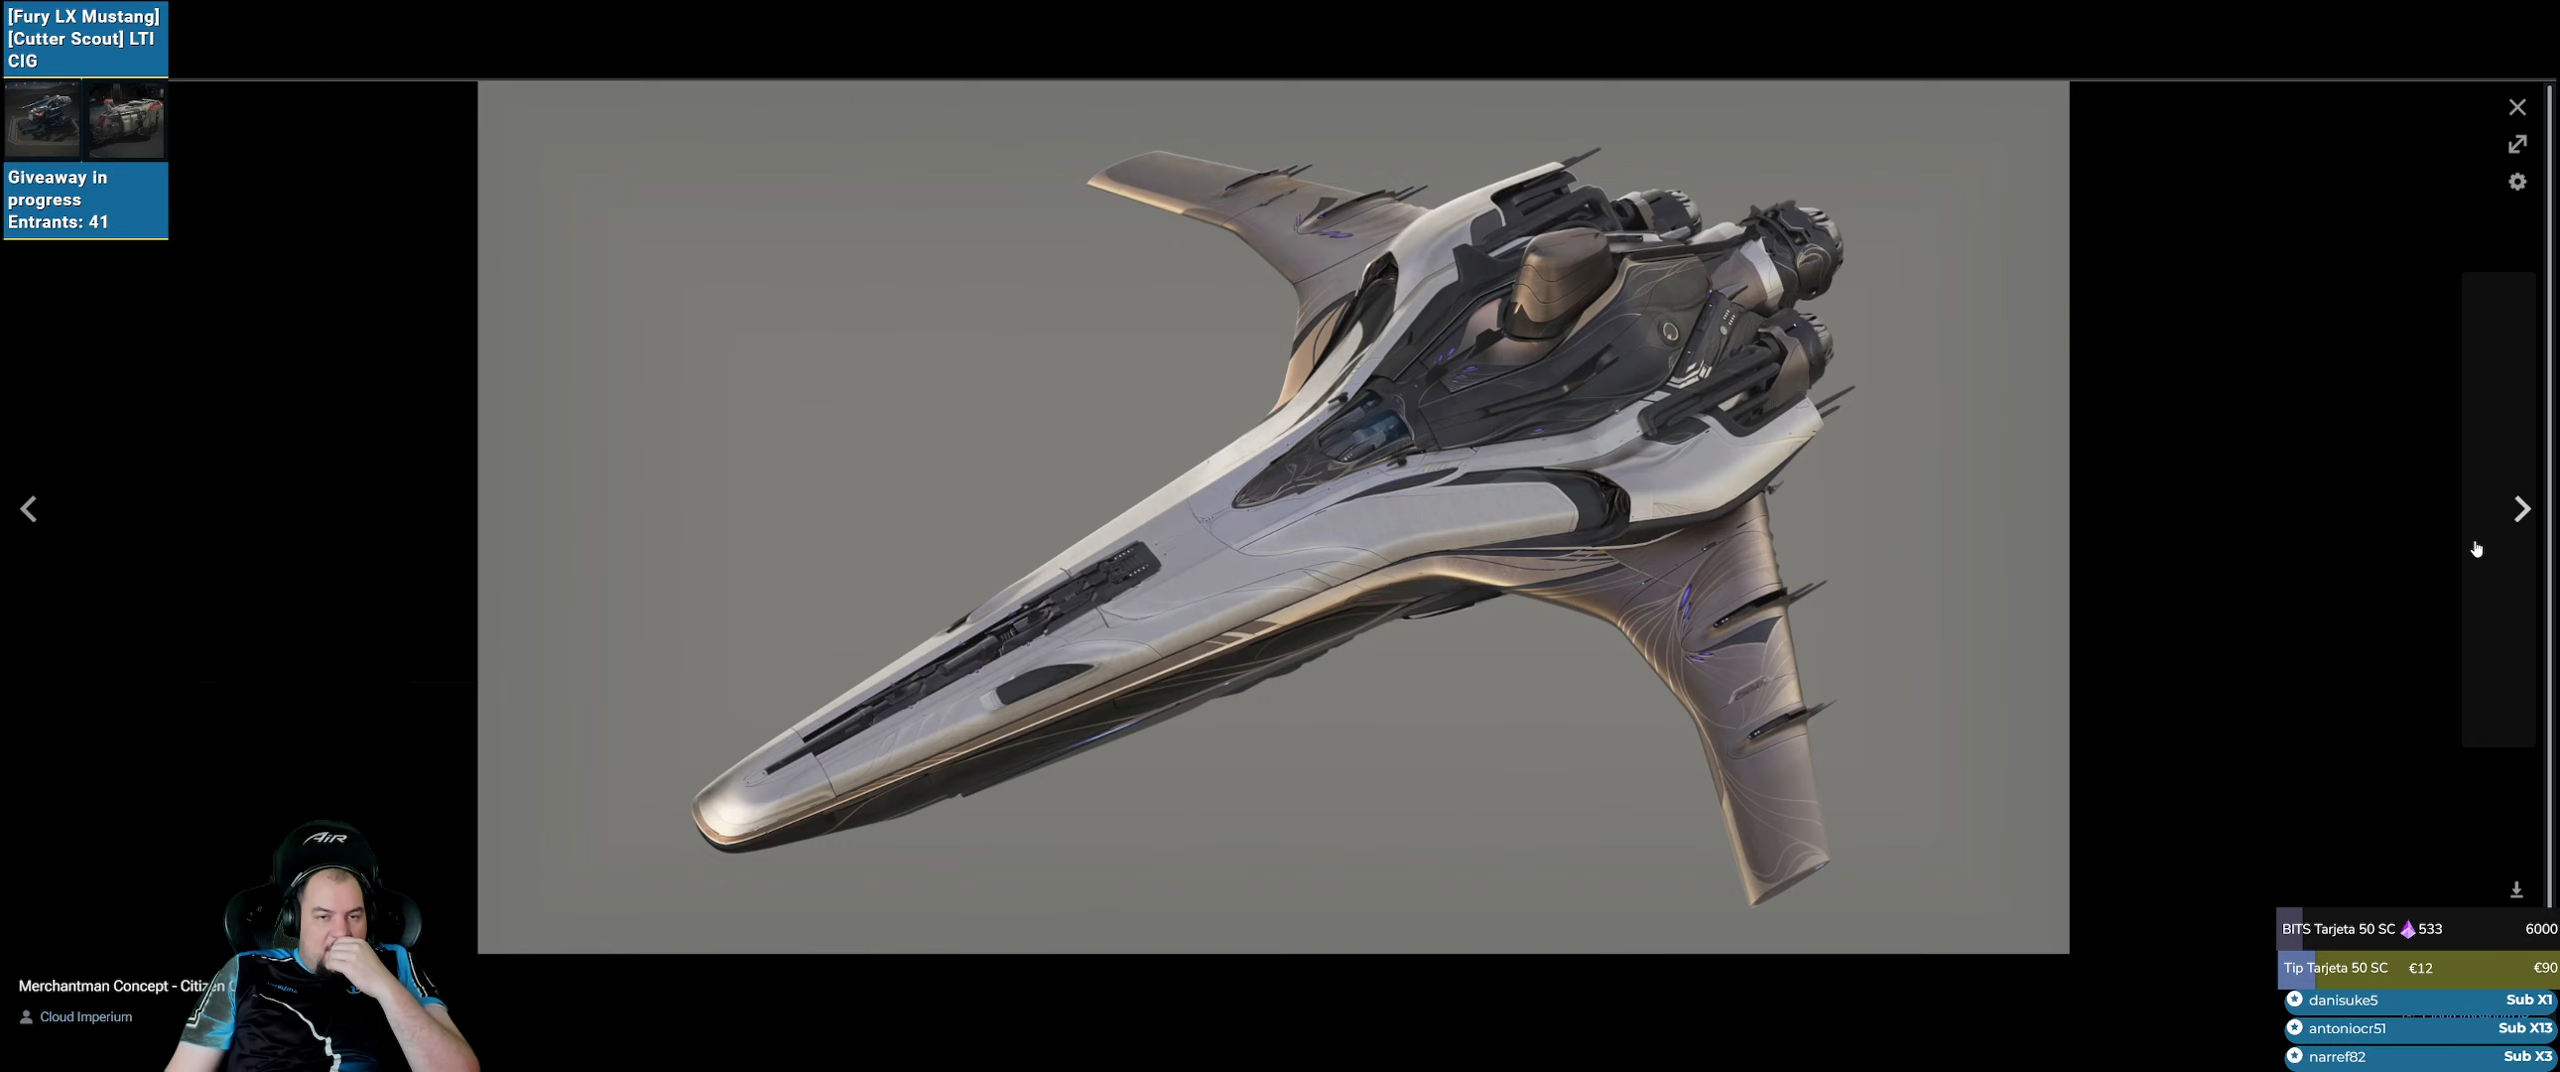 [Fury LX Mustang]
[Cutter Scout] LTI
CIG
Giveaway in
progress
Entrants: 41
AiR
Merchantman Concept - Citizen
Cloud Imperium
BITS Tarjeta 50 SC 533 6000
Tip Tarjeta 50 SC €12 €90
danisuke5 Sub X1
antoniocr51 Sub X13
narref82 Sub X3